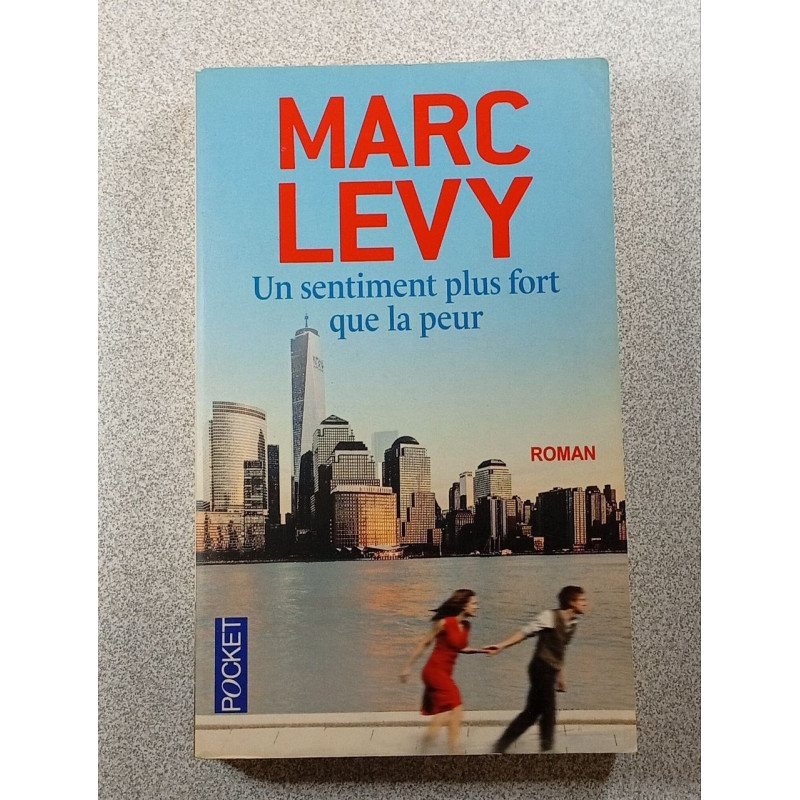 MARC
LEVY
Un sentiment plus fort
que la peur
ROMAN
POCKET